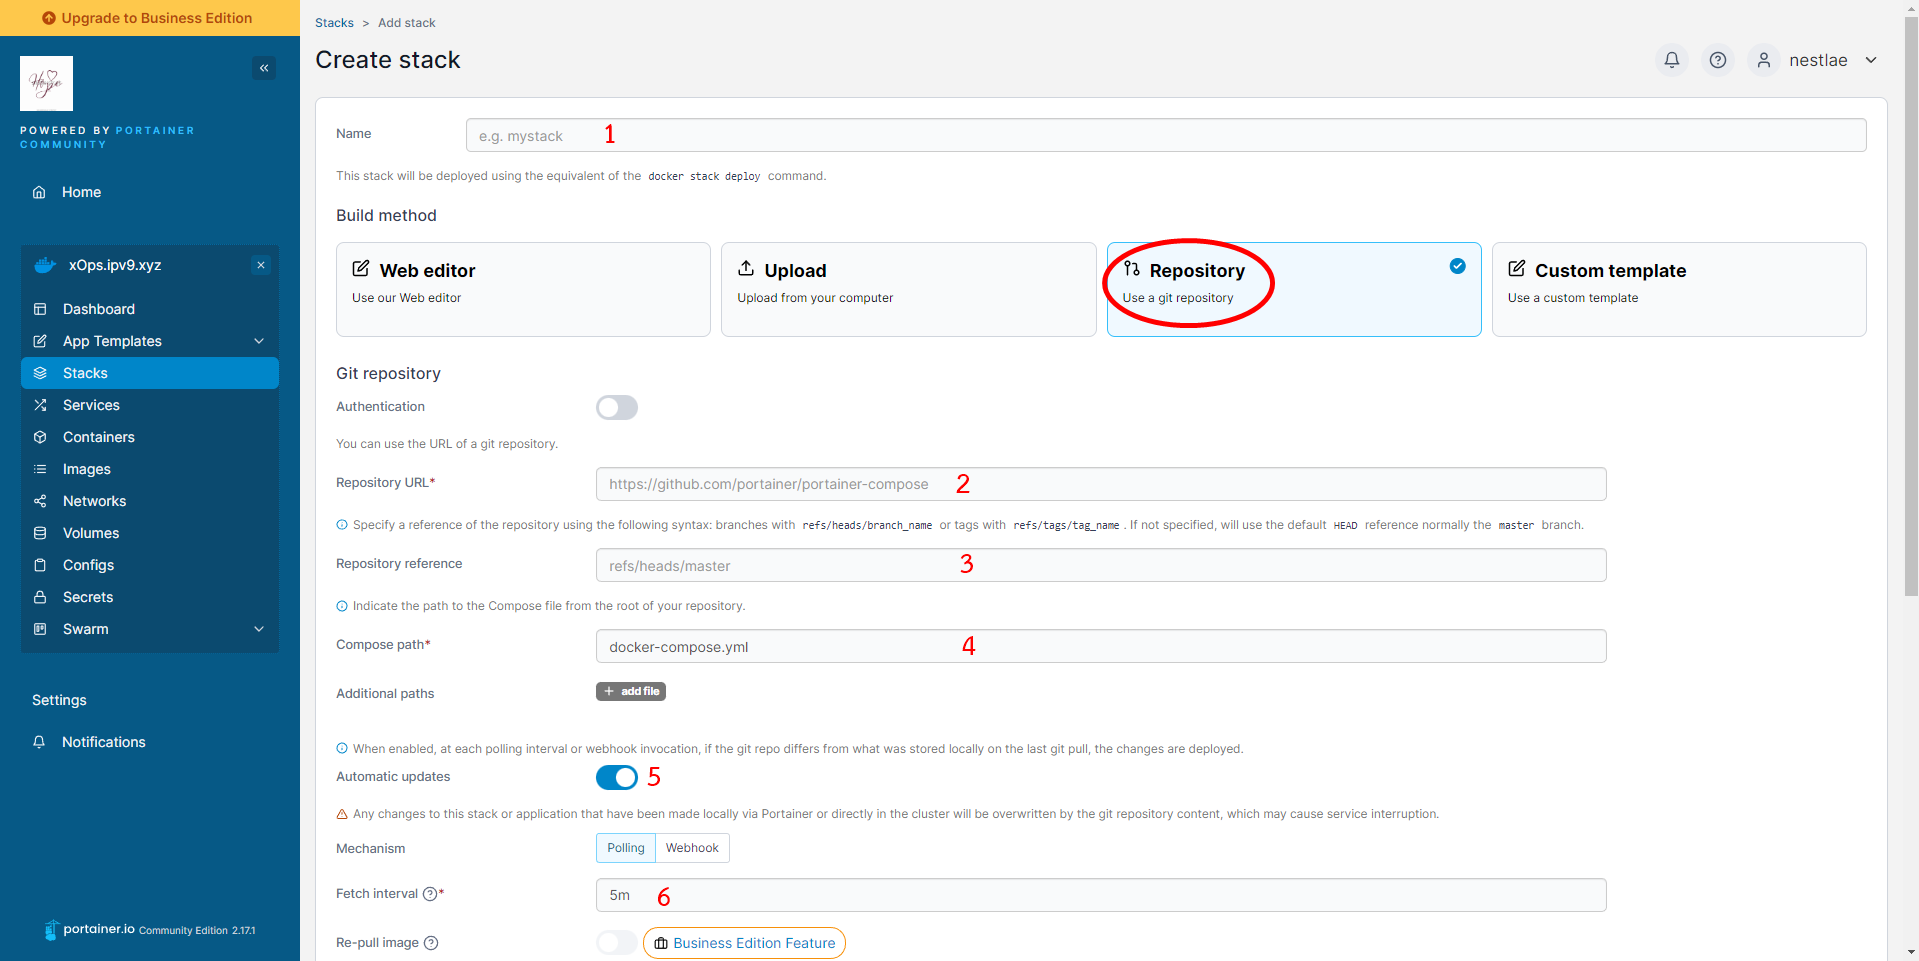 Upgrade to Business Edition
POWERED BY PORTAINER
COMMUNITY
Home
xOps.ipv9.xyz
Dashboard
App Templates
Stacks
Services
Containers
Images
Networks
Volumes
Configs
Secrets
Swarm
Settings
Notifications
portainer.io Community Edition 2.17.1
Stacks > Add stack
Create stack
nestlae
Name
e.g. mystack 1
This stack will be deployed using the equivalent of the docker stack deploy command.
Build method
Web editor
Use our Web editor
Upload
Upload from your computer
Repository
Use a git repository
Custom template
Use a custom template
Git repository
Authentication
You can use the URL of a git repository.
Repository URL*
https://github.com/portainer/portainer-compose 2
Specify a reference of the repository using the following syntax: branches with refs/heads/branch_name or tags with refs/tags/tag_name . If not specified, will use the default HEAD reference normally the master branch.
Repository reference
refs/heads/master 3
Indicate the path to the Compose file from the root of your repository.
Compose path*
docker-compose.yml 4
Additional paths
+ add file
When enabled, at each polling interval or webhook invocation, if the git repo differs from what was stored locally on the last git pull, the changes are deployed.
Automatic updates 5
Any changes to this stack or application that have been made locally via Portainer or directly in the cluster will be overwritten by the git repository content, which may cause service interruption.
Mechanism
Polling Webhook
Fetch interval ?*
5m 6
Re-pull image ?
Business Edition Feature